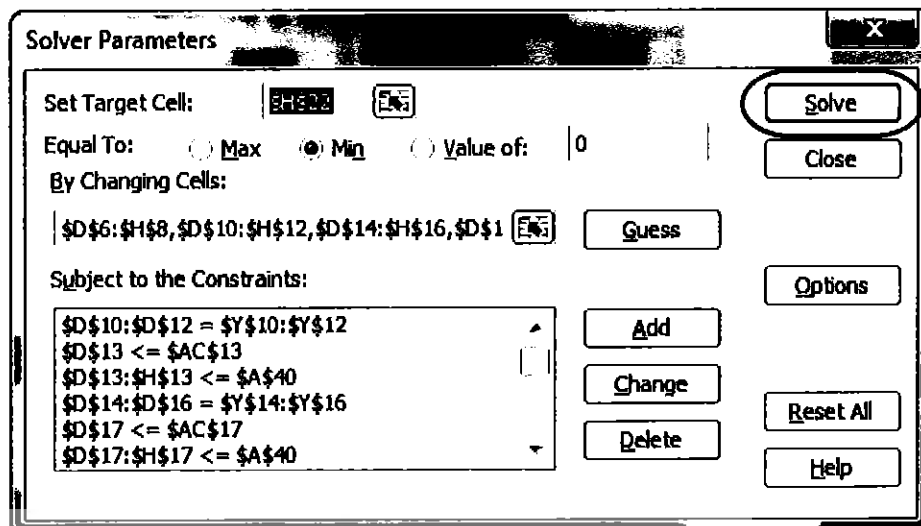 Solver Parameters
X
Set Target Cell: $H$22
Solve
Equal To: Max Min Value of: 0
Close
By Changing Cells:
$D$6:$H$8,$D$10:$H$12,$D$14:$H$16,$D$1
Guess
Subject to the Constraints:
Options
$D$10:$D$12 = $Y$10:$Y$12
Add
$D$13 <= $AC$13
$D$13:$H$13 <= $A$40
Change
$D$14:$D$16 = $Y$14:$Y$16
Reset All
$D$17 <= $AC$17
Delete
$D$17:$H$17 <= $A$40
Help